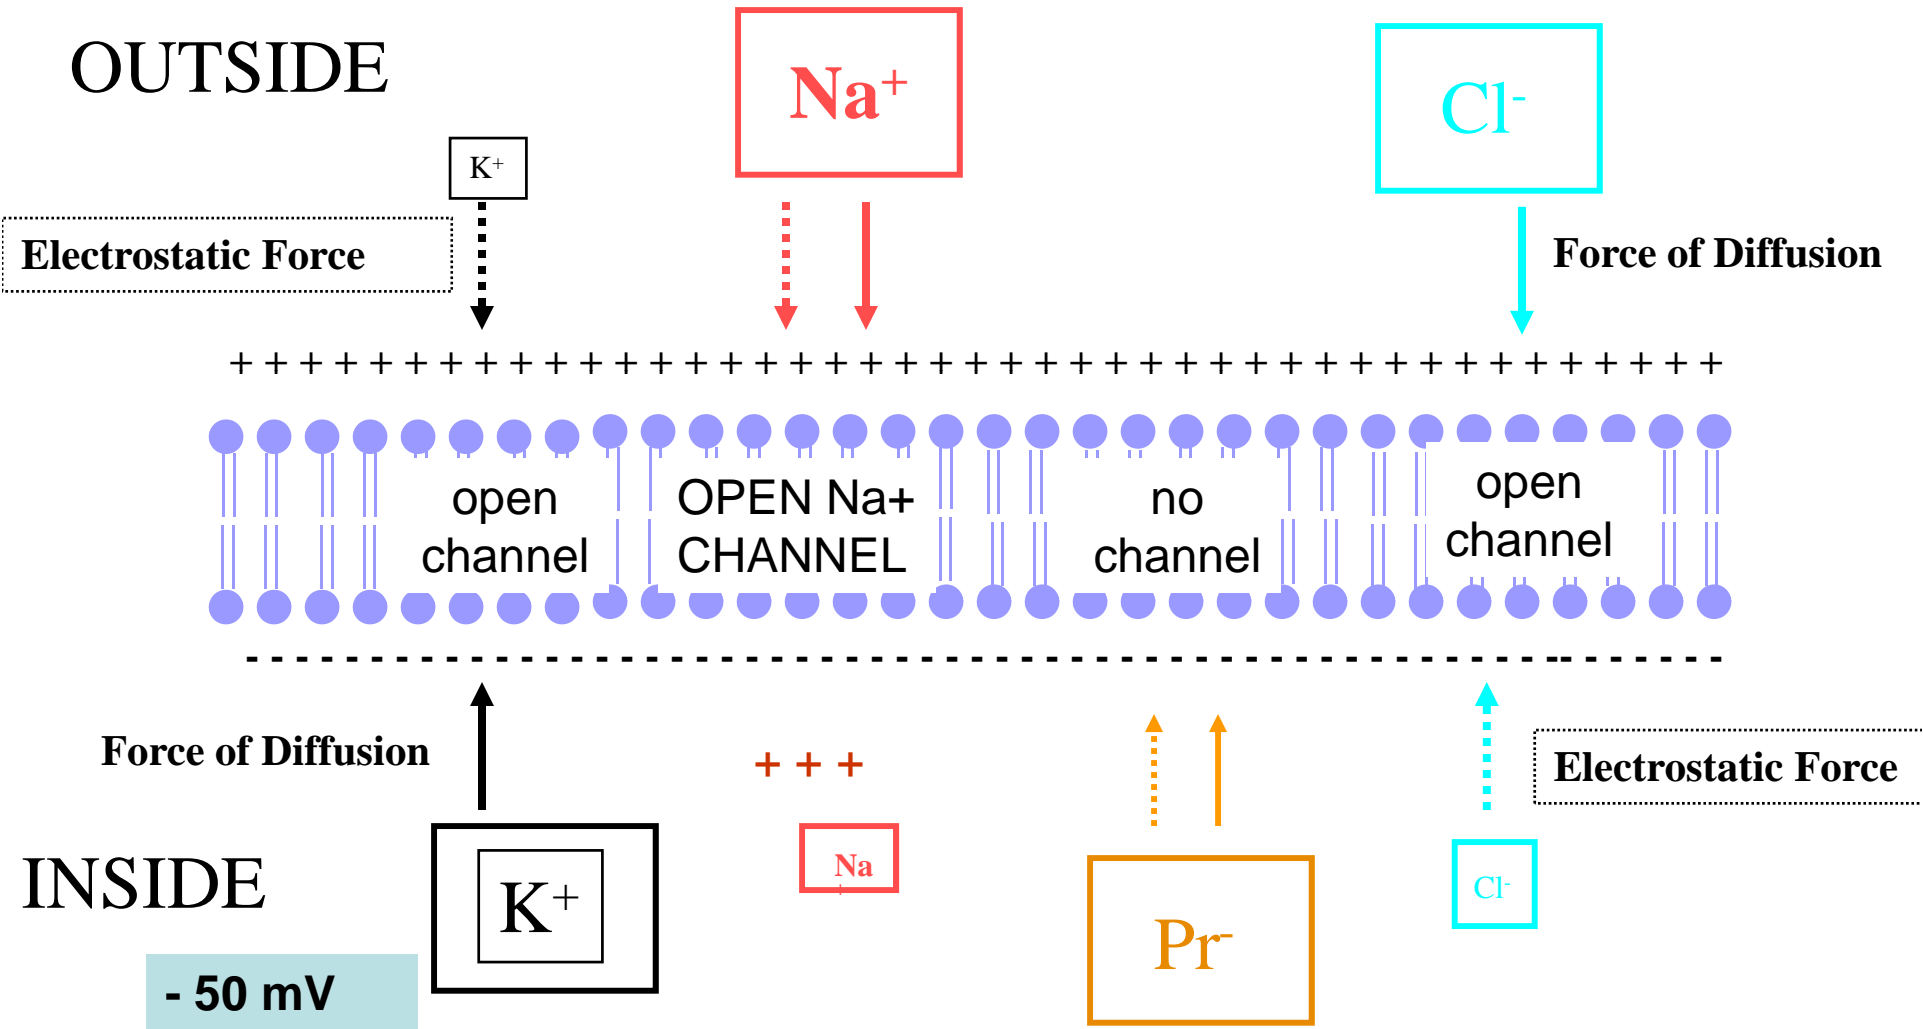 OUTSIDE
Na⁺
Cl⁻
K⁺
Electrostatic Force
Force of Diffusion
+ + + + + + + + + + + + + + + + + + + + + + + + + + + + + + + + + + + + + + + + + + +
open
channel
OPEN Na+
CHANNEL
no
channel
open
channel
- - - - - - - - - - - - - - - - - - - - - - - - - - - - - - - - - - - - - - - - - - - - - - - - - - - - - - - - - - -
Force of Diffusion
+ + +
Electrostatic Force
INSIDE
K⁺
Na
+
Pr⁻
Cl⁻
- 50 mV